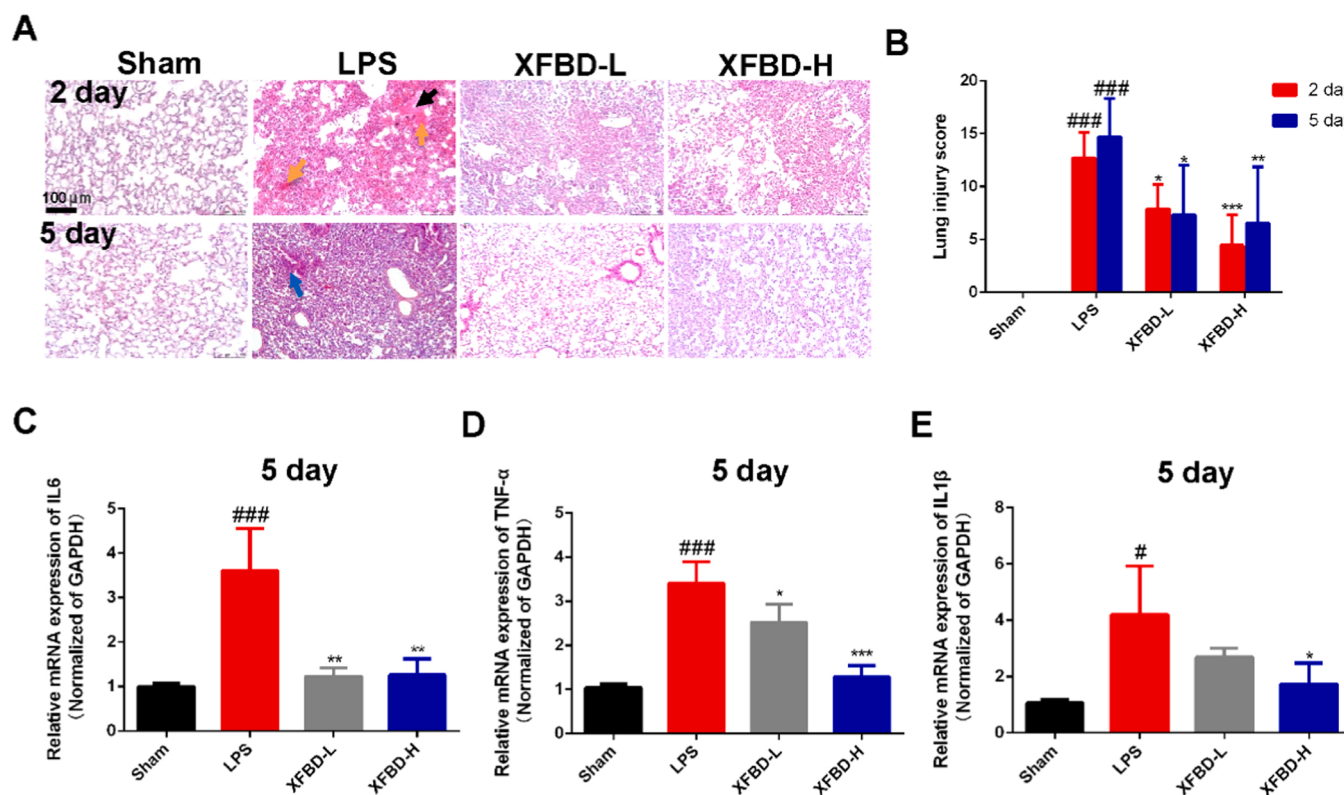 A
Sham LPS XFBD-L XFBD-H
2 day
100 μm
5 day
B
Lung injury score
20
15
10
5
0
###
###
*
*
***
**
2 da
5 da
Sham
LPS
XFBD-L
XFBD-H
C
5 day
Relative mRNA expression of IL6
(Normalized of GAPDH)
5
4
3
2
1
0
###
**
**
Sham
LPS
XFBD-L
XFBD-H
D
5 day
Relative mRNA expression of TNF-α
(Normalized of GAPDH)
5
4
3
2
1
0
###
*
***
Sham
LPS
XFBD-L
XFBD-H
E
5 day
Relative mRNA expression of IL1β
(Normalized of GAPDH)
8
6
4
2
0
#
*
Sham
LPS
XFBD-L
XFBD-H